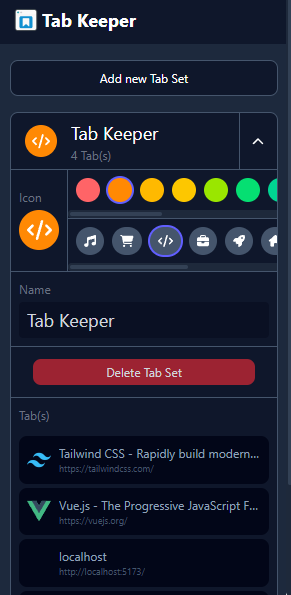 Tab Keeper
Add new Tab Set
Tab Keeper
4 Tab(s)
Icon
Name
Tab Keeper
Delete Tab Set
Tab(s)
Tailwind CSS - Rapidly build modern...
https://tailwindcss.com/
Vue.js - The Progressive JavaScript F...
https://vuejs.org/
localhost
http://localhost:5173/